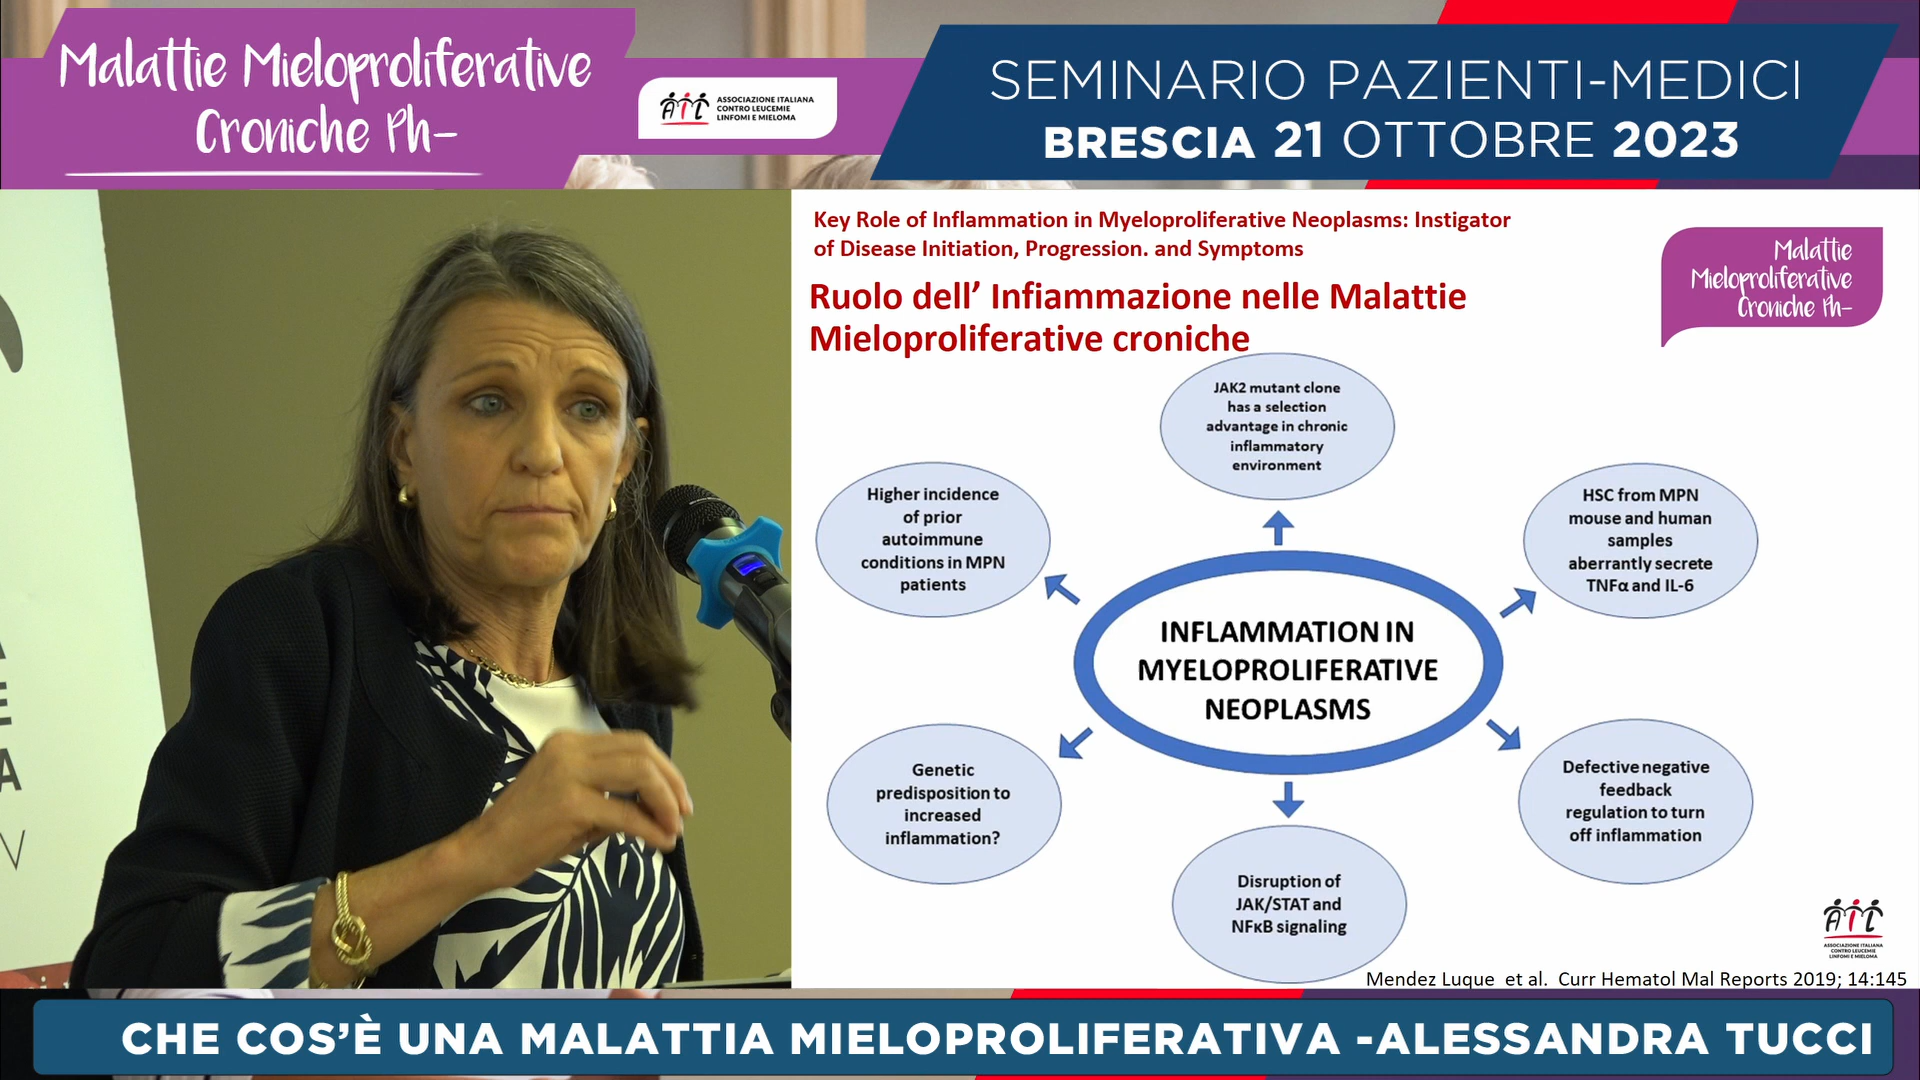 Malattie Mieloproliferative
Croniche Ph-
AIL
ASSOCIAZIONE ITALIANA
CONTRO LEUCEMIE
LINFOMI E MIELOMA
SEMINARIO PAZIENTI-MEDICI
BRESCIA 21 OTTOBRE 2023
Key Role of Inflammation in Myeloproliferative Neoplasms: Instigator
of Disease Initiation, Progression. and Symptoms
Ruolo dell’ Infiammazione nelle Malattie
Mieloproliferative croniche
Malattie
Mieloproliferative
Croniche Ph-
JAK2 mutant clone
has a selection
advantage in chronic
inflammatory
environment
Higher incidence
of prior
autoimmune
conditions in MPN
patients
HSC from MPN
mouse and human
samples
aberrantly secrete
TNFα and IL-6
INFLAMMATION IN
MYELOPROLIFERATIVE
NEOPLASMS
Genetic
predisposition to
increased
inflammation?
Defective negative
feedback
regulation to turn
off inflammation
Disruption of
JAK/STAT and
NFκB signaling
AIL
ASSOCIAZIONE ITALIANA
CONTRO LEUCEMIE
LINFOMI E MIELOMA
Mendez Luque et al. Curr Hematol Mal Reports 2019; 14:145
E
A
V
CHE COS’È UNA MALATTIA MIELOPROLIFERATIVA -ALESSANDRA TUCCI